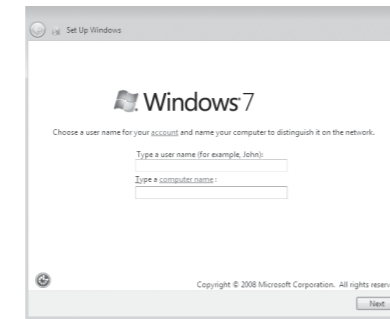 Set Up Windows
Windows 7
Choose a user name for your account and name your computer to distinguish it on the network.
Type a user name (for example, John):
Type a computer name:
Copyright © 2008 Microsoft Corporation. All rights reserv
Next